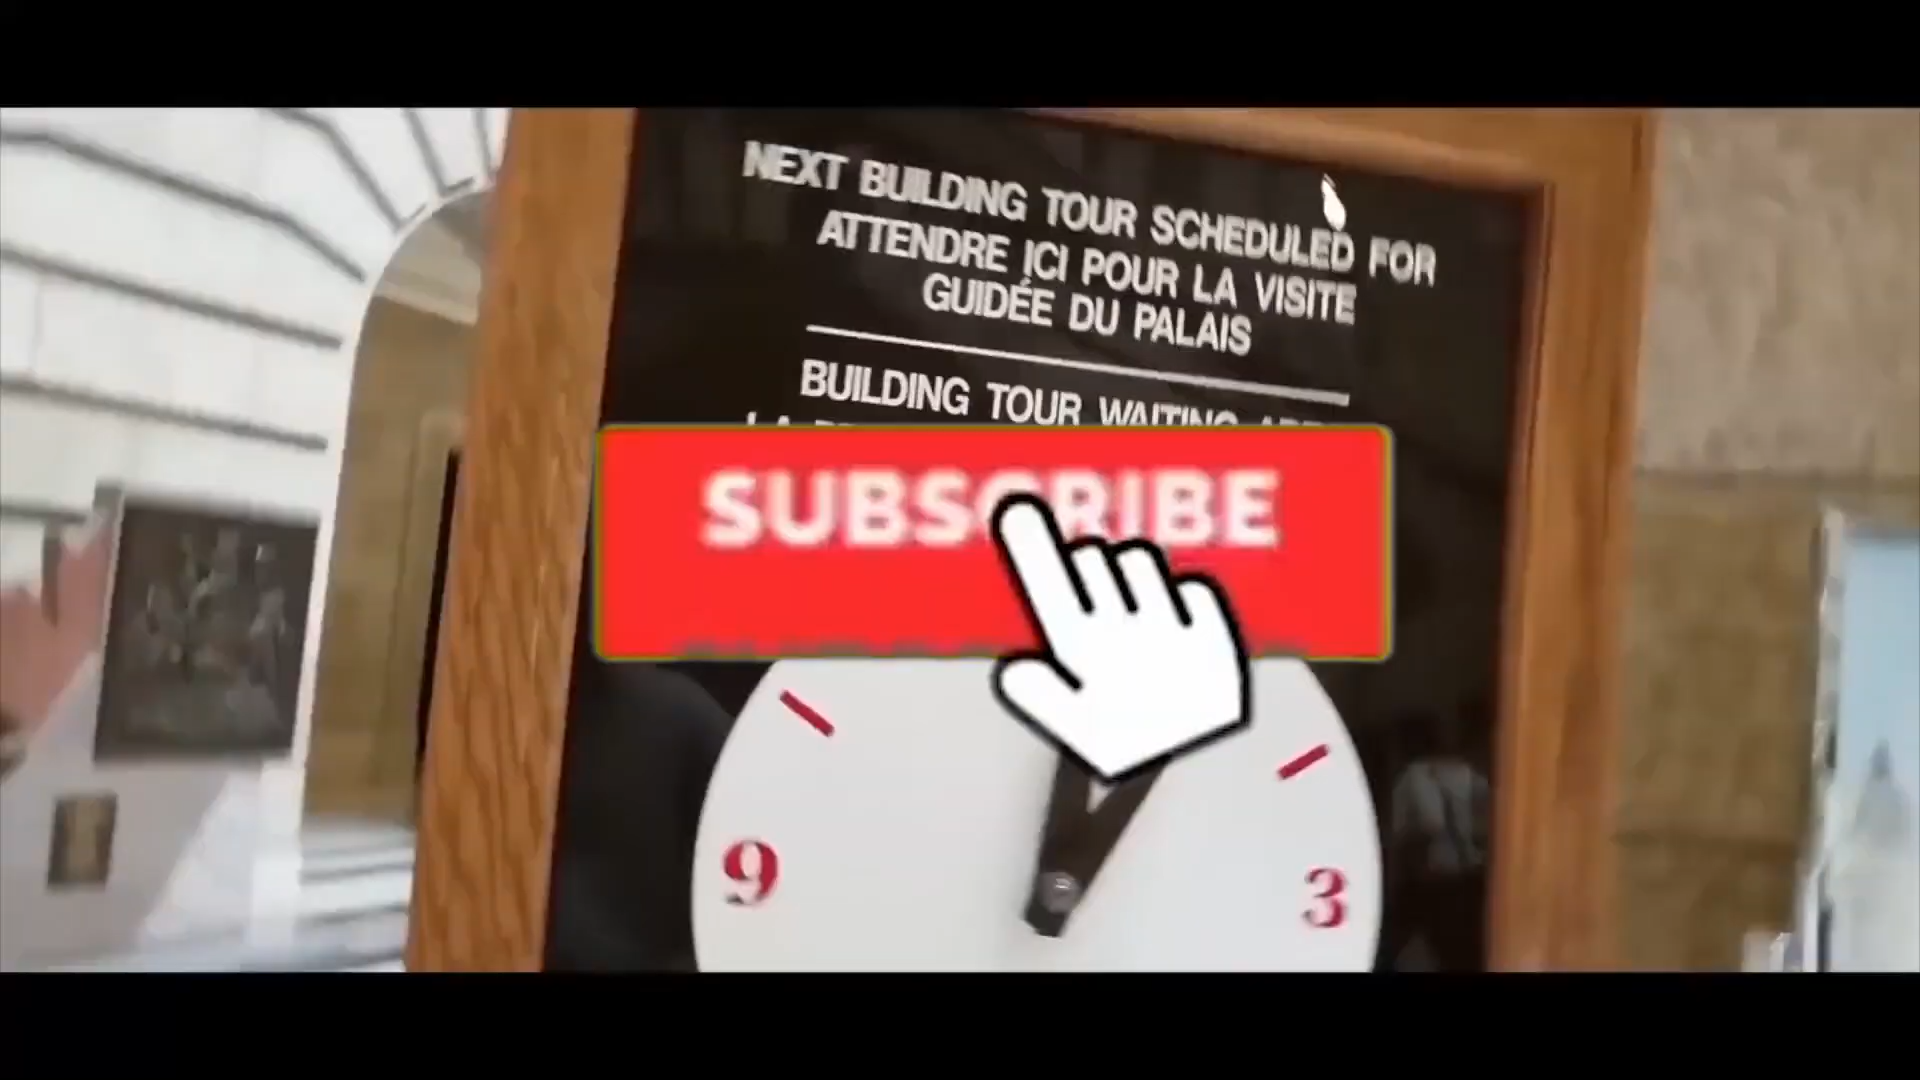 NEXT BUILDING TOUR SCHEDULED FOR
ATTENDRE ICI POUR LA VISITE
GUIDÉE DU PALAIS
BUILDING TOUR WAITING
LA
SUBSCRIBE
9
3